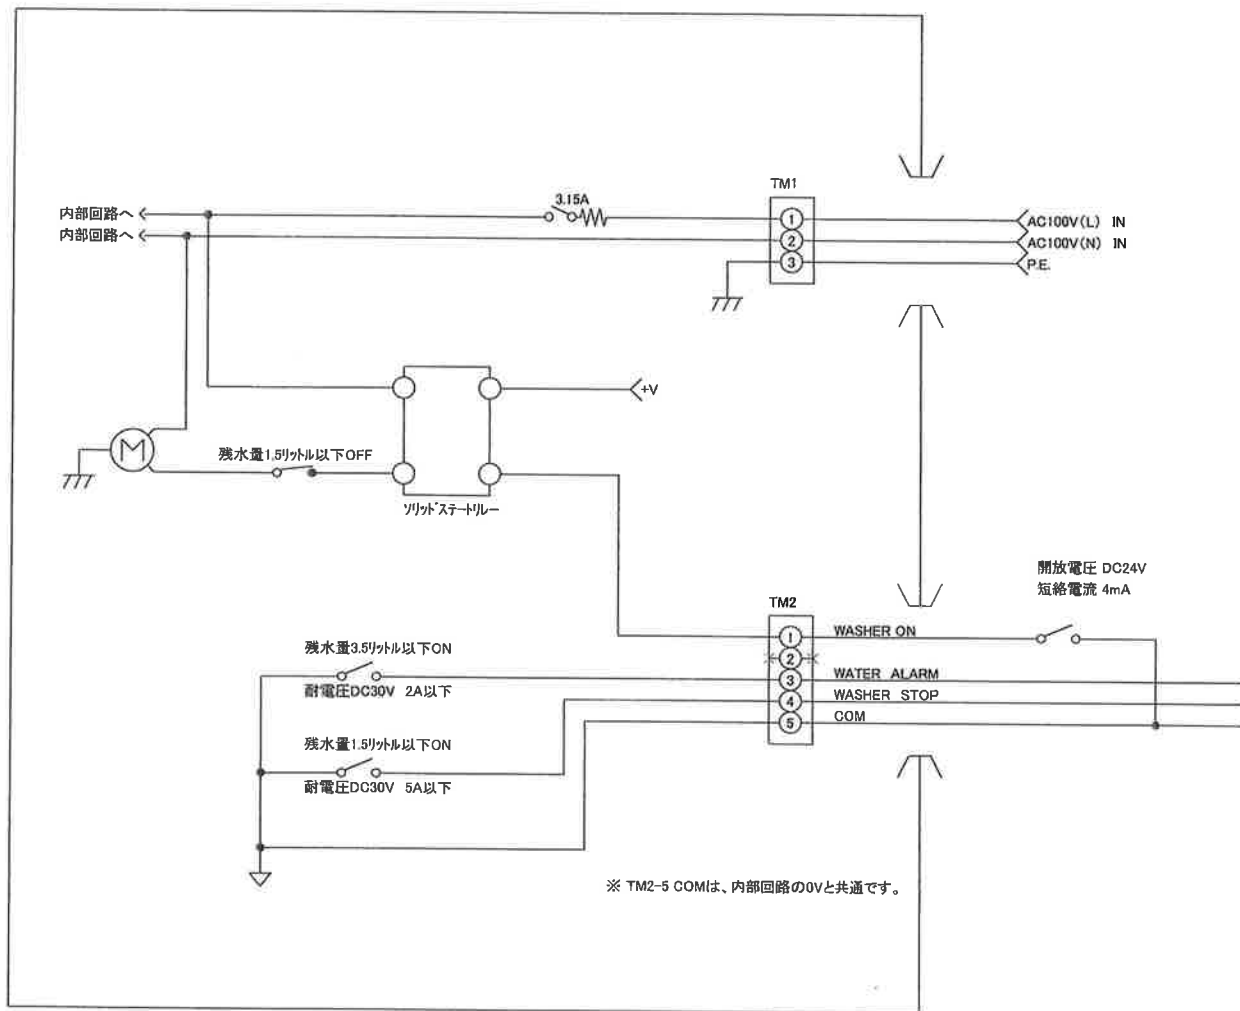 TM1
3.15A
内部回路へ
① AC100V(L) IN
内部回路へ
② AC100V(N) IN
③ P.E.
+V
M
残水量1.5リットル以下OFF
ソリッドステートリレー
開放電圧 DC24V
短絡電流 4mA
TM2
① WASHER ON
残水量3.5リットル以下ON
②
③ WATER ALARM
耐電圧DC30V 2A以下
④ WASHER STOP
⑤ COM
残水量1.5リットル以下ON
耐電圧DC30V 5A以下
※ TM2-5 COMは、内部回路の0Vと共通です。